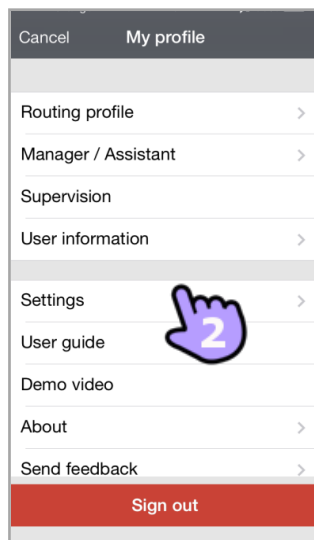 Cancel My profile
Routing profile
Manager / Assistant
Supervision
User information
Settings
User guide
2
Demo video
About
Send feedback
Sign out